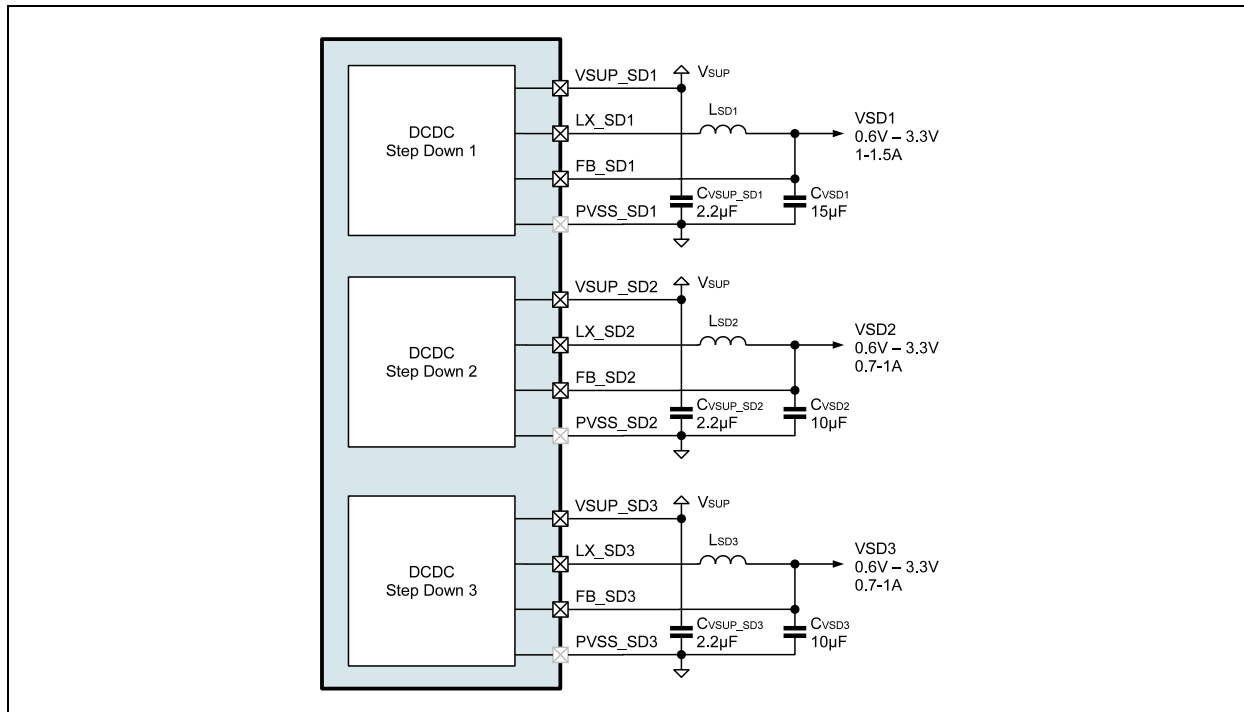 DCDC
Step Down 1
VSUP_SD1
LX_SD1
FB_SD1
PVSS_SD1
VSUP
LSD1
CVSUP_SD1
2.2µF
CVSD1
15µF
VSD1
0.6V – 3.3V
1-1.5A
DCDC
Step Down 2
VSUP_SD2
LX_SD2
FB_SD2
PVSS_SD2
VSUP
LSD2
CVSUP_SD2
2.2µF
CVSD2
10µF
VSD2
0.6V – 3.3V
0.7-1A
DCDC
Step Down 3
VSUP_SD3
LX_SD3
FB_SD3
PVSS_SD3
VSUP
LSD3
CVSUP_SD3
2.2µF
CVSD3
10µF
VSD3
0.6V – 3.3V
0.7-1A